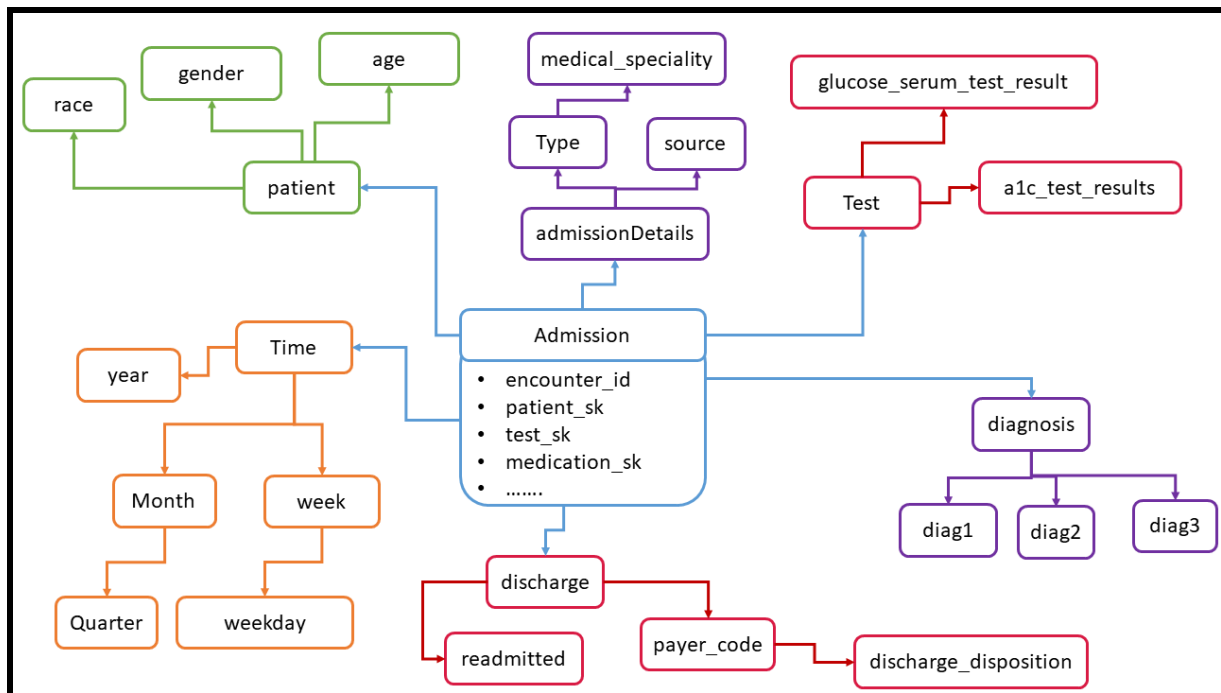 age
medical_speciality
gender
glucose_serum_test_result
race
Type
source
patient
Test
a1c_test_results
admissionDetails
Admission
Time
year
• encounter_id
• patient_sk
• test_sk
• medication_sk
• …….
diagnosis
Month
week
diag1
diag2
diag3
discharge
Quarter
weekday
readmitted
payer_code
discharge_disposition